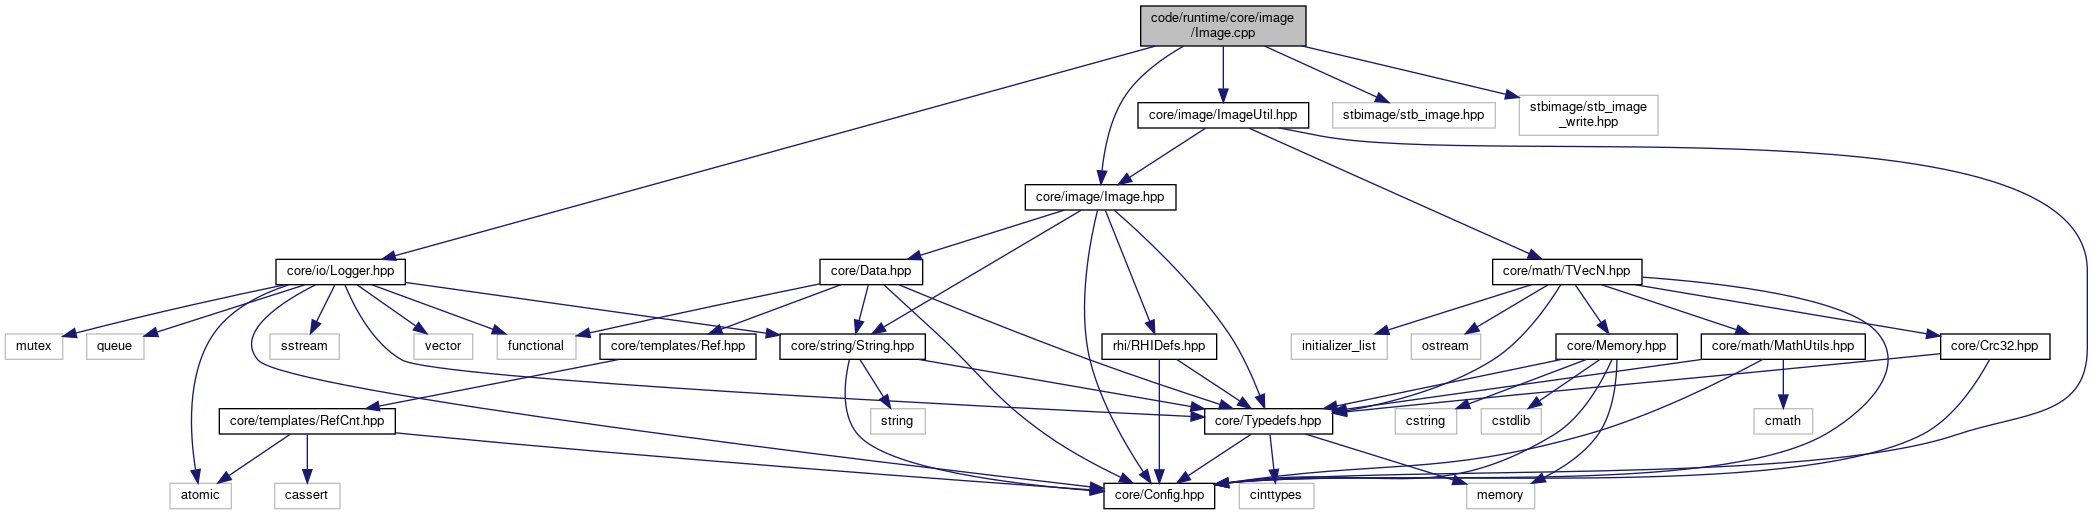 code/runtime/core/image
/Image.cpp
core/image/ImageUtil.hpp
stbimage/stb_image.hpp
stbimage/stb_image
_write.hpp
core/image/Image.hpp
core/io/Logger.hpp
core/Data.hpp
core/math/TVecN.hpp
mutex
queue
sstream
vector
functional
core/templates/Ref.hpp
core/string/String.hpp
rhi/RHIDefs.hpp
initializer_list
ostream
core/Memory.hpp
core/math/MathUtils.hpp
core/Crc32.hpp
core/templates/RefCnt.hpp
string
core/Typedefs.hpp
cstring
cstdlib
cmath
atomic
cassert
core/Config.hpp
cinttypes
memory